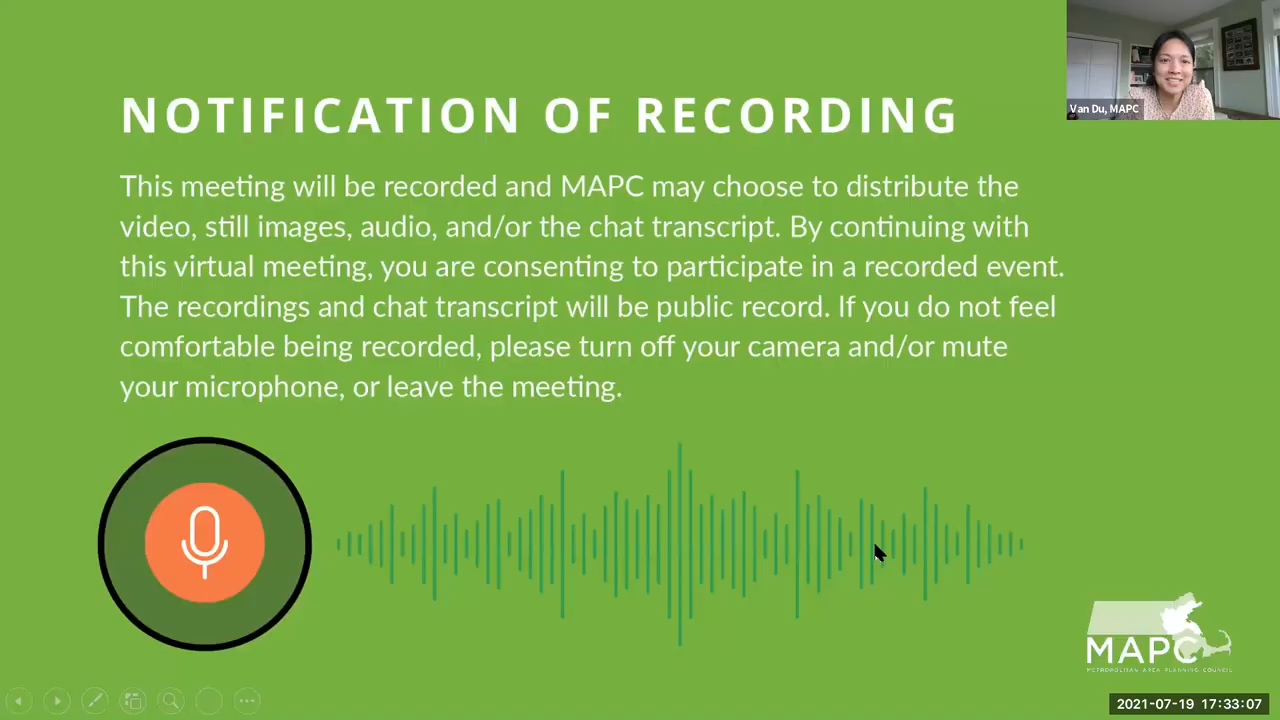 NOTIFICATION OF RECORDING
This meeting will be recorded and MAPC may choose to distribute the
video, still images, audio, and/or the chat transcript. By continuing with
this virtual meeting, you are consenting to participate in a recorded event.
The recordings and chat transcript will be public record. If you do not feel
comfortable being recorded, please turn off your camera and/or mute
your microphone, or leave the meeting.
Van Du, MAPC
MAPC
METROPOLITAN AREA PLANNING COUNCIL
2021-07-19 17:33:07